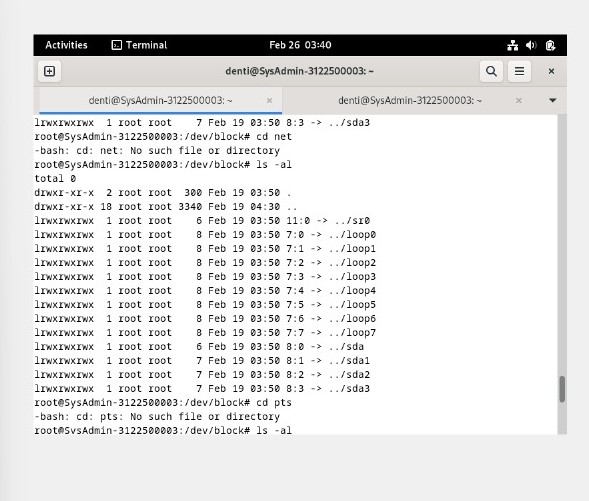 Activities Terminal Feb 26 03:40
denti@SysAdmin-3122500003: ~
denti@SysAdmin-3122500003: ~ × denti@SysAdmin-3122500003: ~ ×
lrwxrwxrwx 1 root root 7 Feb 19 03:50 8:3 -> ../sda3
root@SysAdmin-3122500003:/dev/block# cd net
-bash: cd: net: No such file or directory
root@SysAdmin-3122500003:/dev/block# ls -al
total 0
drwxr-xr-x 2 root root 300 Feb 19 03:50 .
drwxr-xr-x 18 root root 3340 Feb 19 04:30 ..
lrwxrwxrwx 1 root root 6 Feb 19 03:50 11:0 -> ../sr0
lrwxrwxrwx 1 root root 8 Feb 19 03:50 7:0 -> ../loop0
lrwxrwxrwx 1 root root 8 Feb 19 03:50 7:1 -> ../loop1
lrwxrwxrwx 1 root root 8 Feb 19 03:50 7:2 -> ../loop2
lrwxrwxrwx 1 root root 8 Feb 19 03:50 7:3 -> ../loop3
lrwxrwxrwx 1 root root 8 Feb 19 03:50 7:4 -> ../loop4
lrwxrwxrwx 1 root root 8 Feb 19 03:50 7:5 -> ../loop5
lrwxrwxrwx 1 root root 8 Feb 19 03:50 7:6 -> ../loop6
lrwxrwxrwx 1 root root 8 Feb 19 03:50 7:7 -> ../loop7
lrwxrwxrwx 1 root root 6 Feb 19 03:50 8:0 -> ../sda
lrwxrwxrwx 1 root root 7 Feb 19 03:50 8:1 -> ../sda1
lrwxrwxrwx 1 root root 7 Feb 19 03:50 8:2 -> ../sda2
lrwxrwxrwx 1 root root 7 Feb 19 03:50 8:3 -> ../sda3
root@SysAdmin-3122500003:/dev/block# cd pts
-bash: cd: pts: No such file or directory
root@SysAdmin-3122500003:/dev/block# ls -al